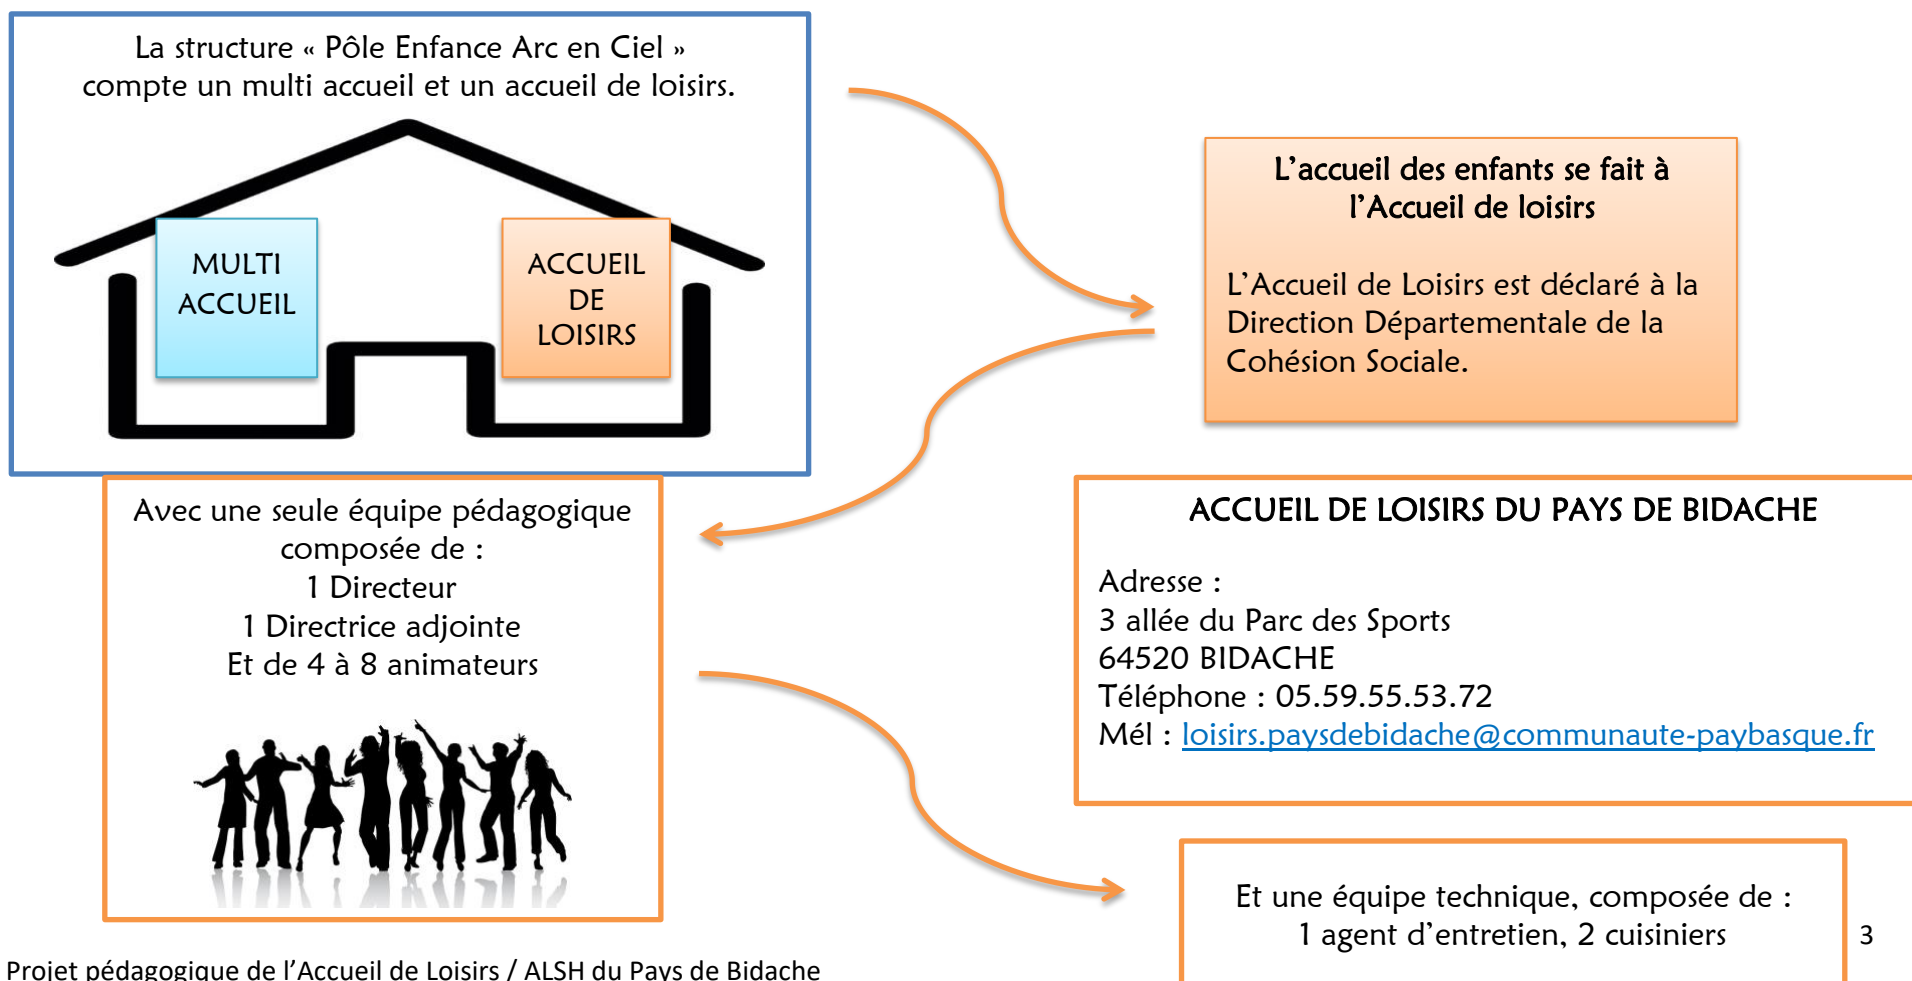 La structure « Pôle Enfance Arc en Ciel »
compte un multi accueil et un accueil de loisirs.
MULTI
ACCUEIL
ACCUEIL
DE
LOISIRS
L’accueil des enfants se fait à
l’Accueil de loisirs
L’Accueil de Loisirs est déclaré à la
Direction Départementale de la
Cohésion Sociale.
Avec une seule équipe pédagogique
composée de :
1 Directeur
1 Directrice adjointe
Et de 4 à 8 animateurs
ACCUEIL DE LOISIRS DU PAYS DE BIDACHE
Adresse :
3 allée du Parc des Sports
64520 BIDACHE
Téléphone : 05.59.55.53.72
Mél : loisirs.paysdebidache@communaute-paybasque.fr
Et une équipe technique, composée de :
1 agent d’entretien, 2 cuisiniers
3
Projet pédagogique de l’Accueil de Loisirs / ALSH du Pays de Bidache